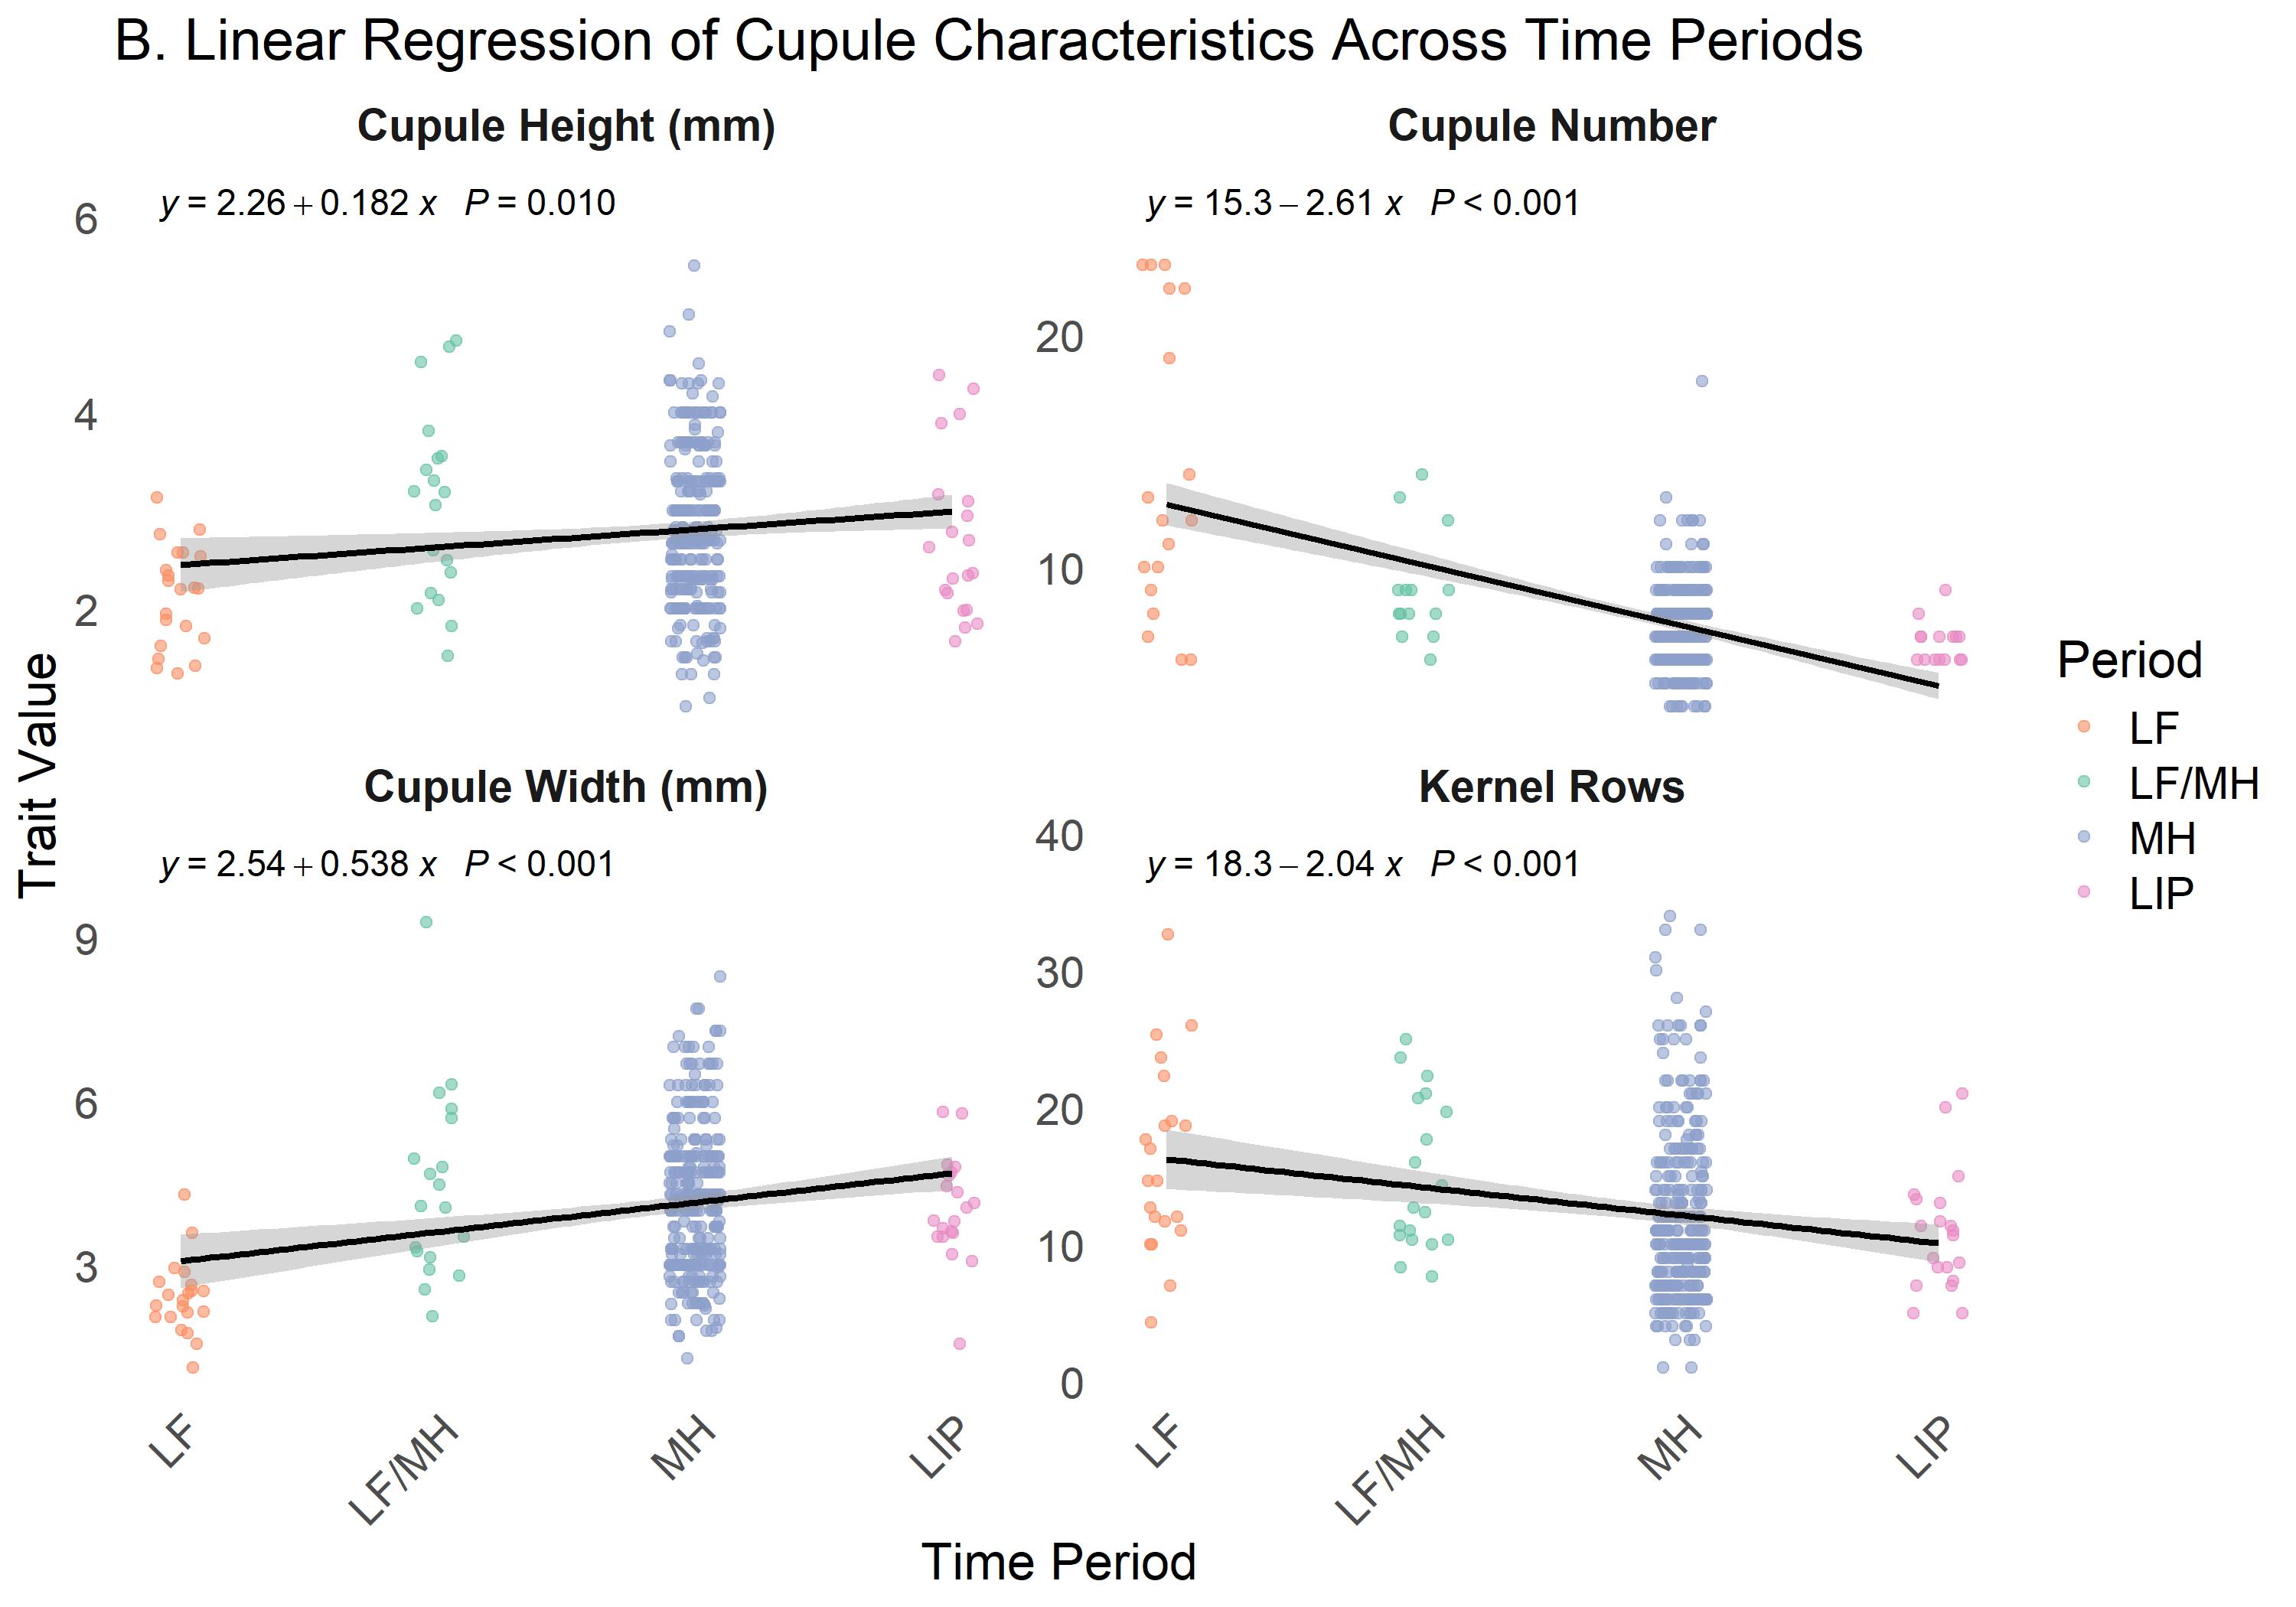 B. Linear Regression of Cupule Characteristics Across Time Periods
Cupule Height (mm)
y = 2.26 + 0.182 x P = 0.010
6
4
2
Cupule Number
y = 15.3 − 2.61 x P < 0.001
20
10
Trait Value
Cupule Width (mm)
y = 2.54 + 0.538 x P < 0.001
9
6
3
LF
LF/MH
MH
LIP
Kernel Rows
y = 18.3 − 2.04 x P < 0.001
40
30
20
10
0
LF
LF/MH
MH
LIP
Time Period
Period
LF
LF/MH
MH
LIP